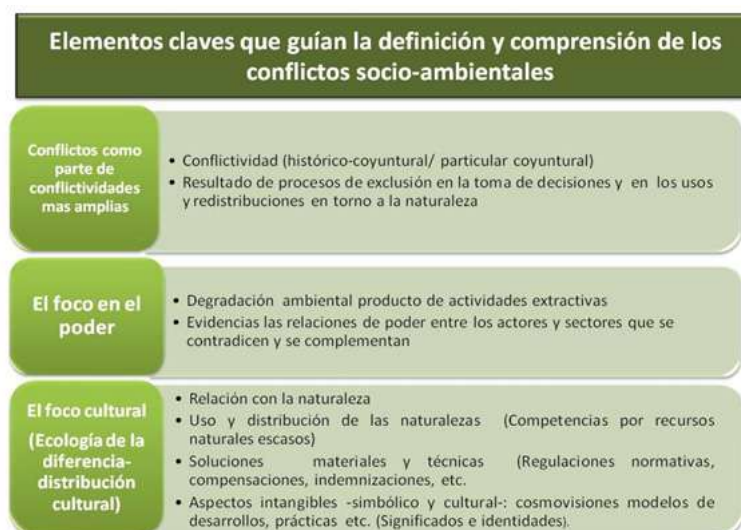 Elementos claves que guían la definición y comprensión de los
conflictos socio-ambientales
Conflictos como
parte de
conflictividades
mas amplias
• Conflictividad (histórico-coyuntural/ particular coyuntural)
• Resultado de procesos de exclusión en la toma de decisiones y en los usos
y redistribuciones en torno a la naturaleza
El foco en el
poder
• Degradación ambiental producto de actividades extractivas
• Evidencias las relaciones de poder entre los actores y sectores que se
contradicen y se complementan
El foco cultural
(Ecología de la
diferencia-
distribución
cultural)
• Relación con la naturaleza
• Uso y distribución de las naturalezas (Competencias por recursos
naturales escasos)
• Soluciones materiales y técnicas (Regulaciones normativas,
compensaciones, indemnizaciones, etc.
• Aspectos intangibles -simbólico y cultural-: cosmovisiones modelos de
desarrollos, prácticas etc. (Significados e identidades).